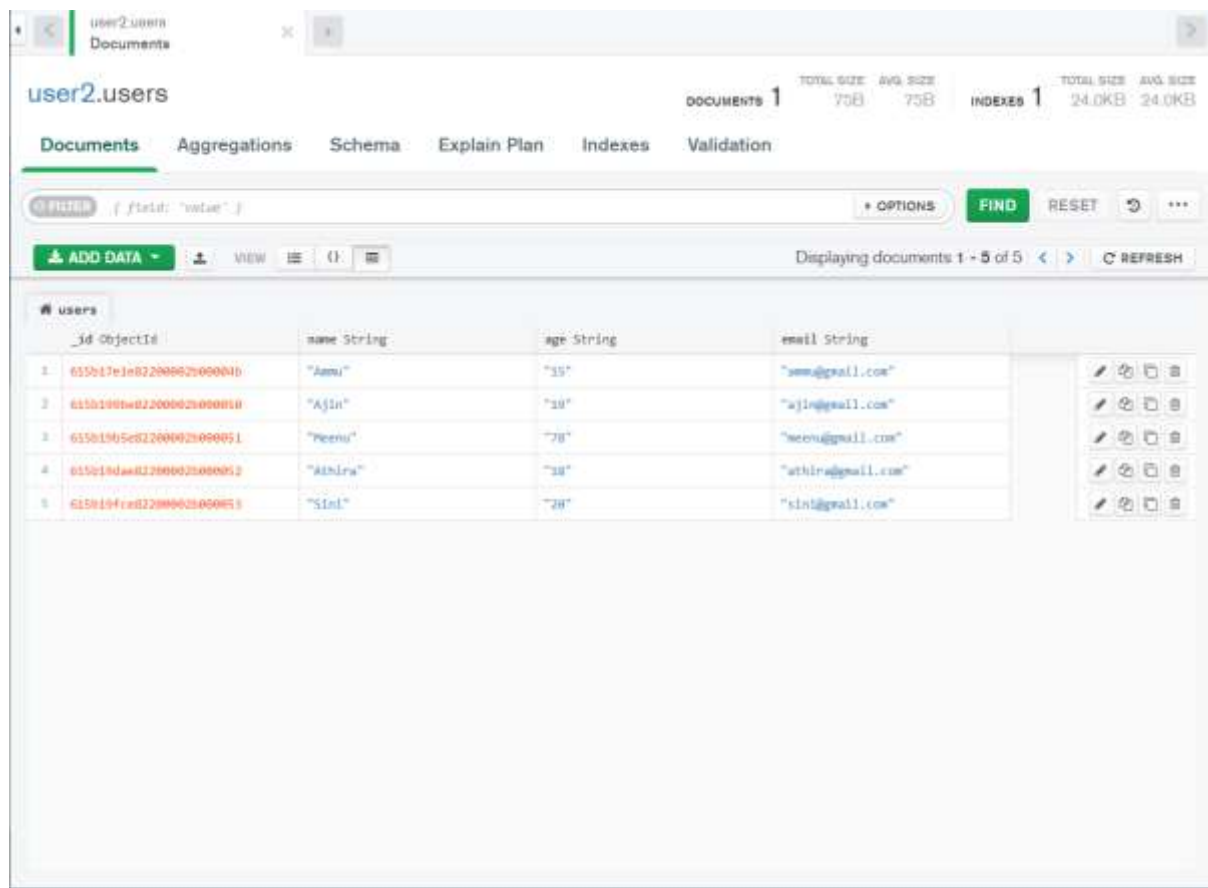 user2.users
Documents
user2.users
DOCUMENTS 1 TOTAL SIZE 75B AVG. SIZE 75B INDEXES 1 TOTAL SIZE 24.0KB AVG. SIZE 24.0KB
Documents Aggregations Schema Explain Plan Indexes Validation
FILTER { field: "value" } OPTIONS FIND RESET
ADD DATA VIEW {} Displaying documents 1 - 5 of 5 < > REFRESH
users
_id ObjectId name String age String email String
1 "Ammu" "15" "ammu@gmail.com"
2 "Ajin" "ajin@gmail.com"
3 "Meenu" "meenu@gmail.com"
4 "Athira" "athira@gmail.com"
5 "Sini" "20" "sini@gmail.com"